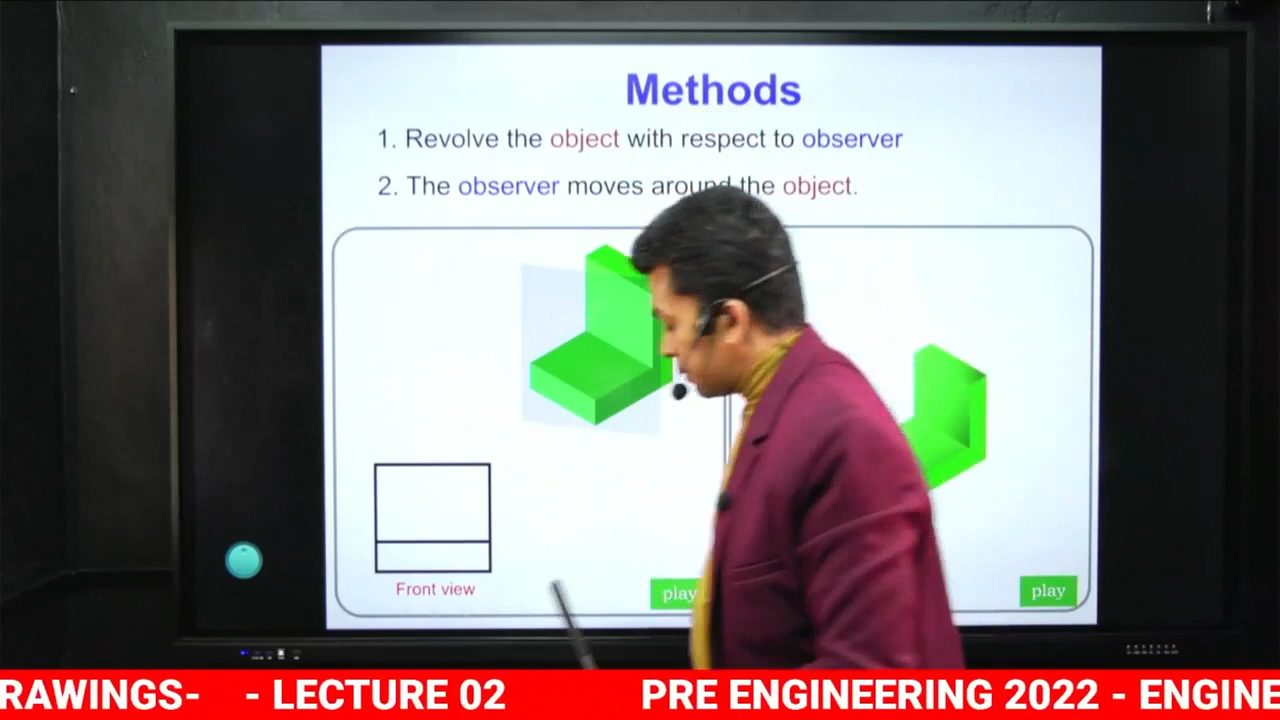 Methods
1. Revolve the object with respect to observer
2. The observer moves around the object.
Front view
play
play
RAWINGS- - LECTURE 02 PRE ENGINEERING 2022 - ENGINE